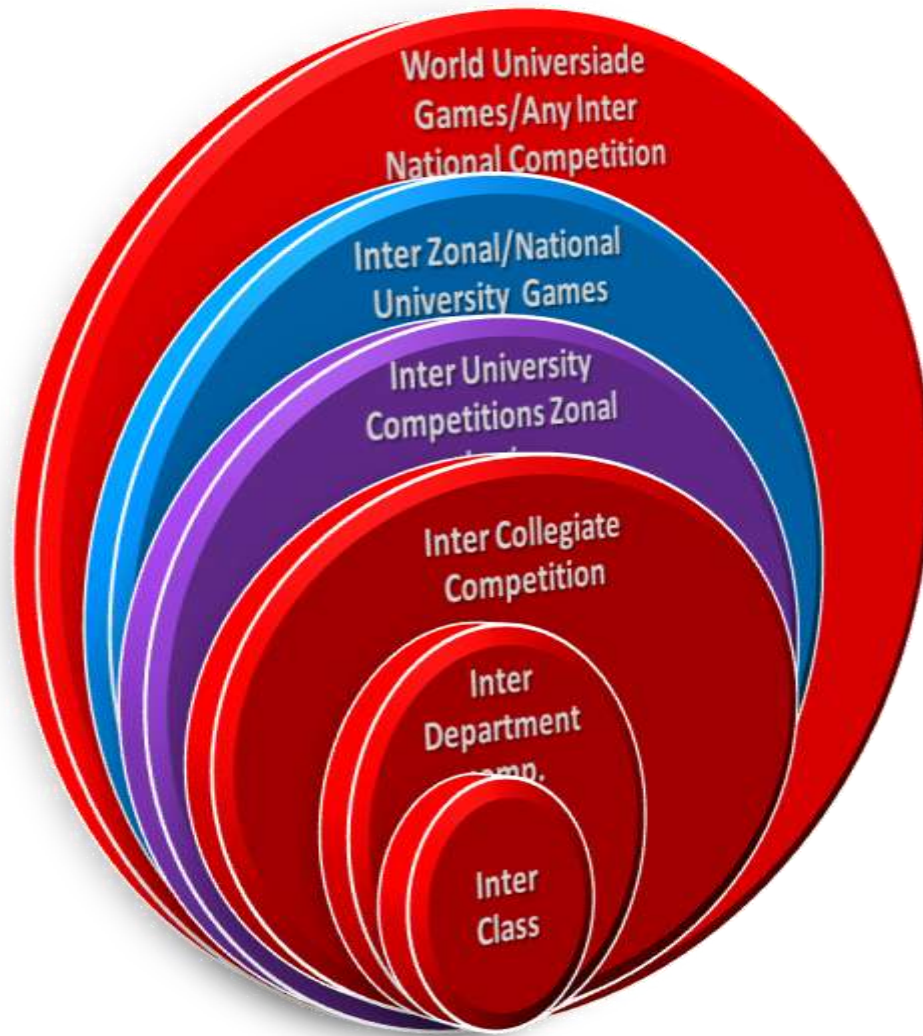 World Universiade
Games/Any Inter
National Competition
Inter Zonal/National
University Games
Inter University
Competitions Zonal
Inter Collegiate
Competition
Inter
Department
Inter
Class